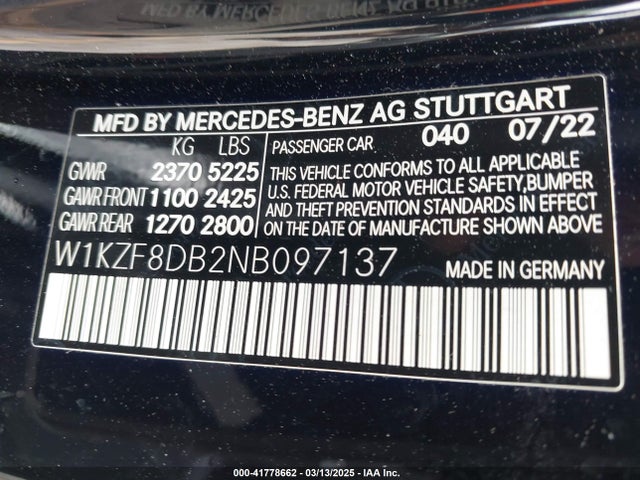 MFD BY MERCEDES-BENZ AG STUTTGART
KG LBS PASSENGER CAR 040 07/22
GVWR 2370 5225
GAWR FRONT 1100 2425
GAWR REAR 1270 2800
THIS VEHICLE CONFORMS TO ALL APPLICABLE
U.S. FEDERAL MOTOR VEHICLE SAFETY, BUMPER
AND THEFT PREVENTION STANDARDS IN EFFECT
ON THE DATE OF MANUFACTURE SHOWN ABOVE
W1KZF8DB2NB097137 MADE IN GERMANY
000-41778662 - 03/13/2025 - IAA Inc.